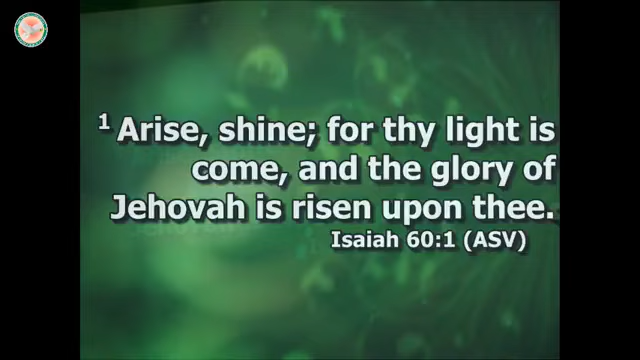 1 Arise, shine; for thy light is
come, and the glory of
Jehovah is risen upon thee.
Isaiah 60:1 (ASV)